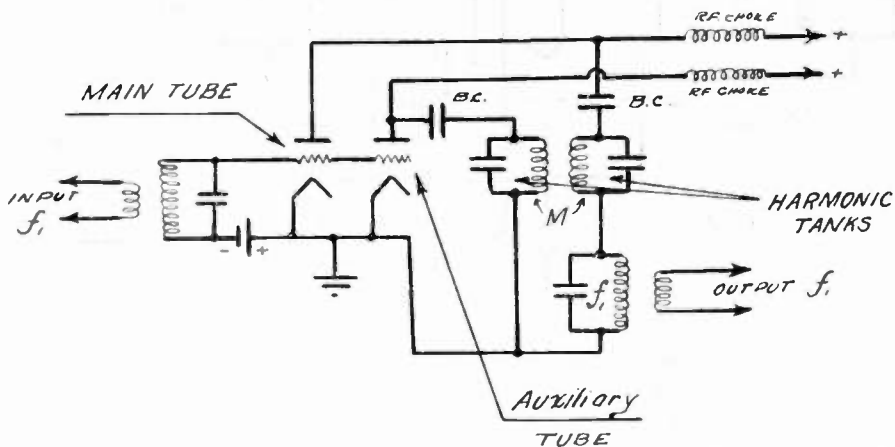 RF CHOKE
+
+
RF CHOKE
MAIN TUBE
B.C.
B.C.
INPUT
f₁
- +
M
HARMONIC
TANKS
f₁
OUTPUT f₁
Auxiliary
TUBE